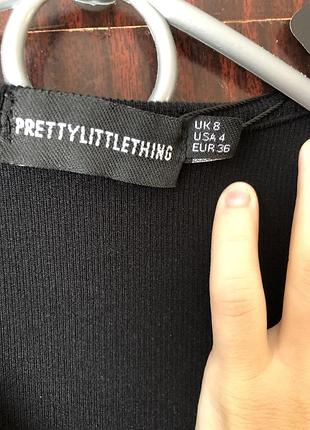 PRETTYLITTLETHING
UK 8
USA 4
EUR 36